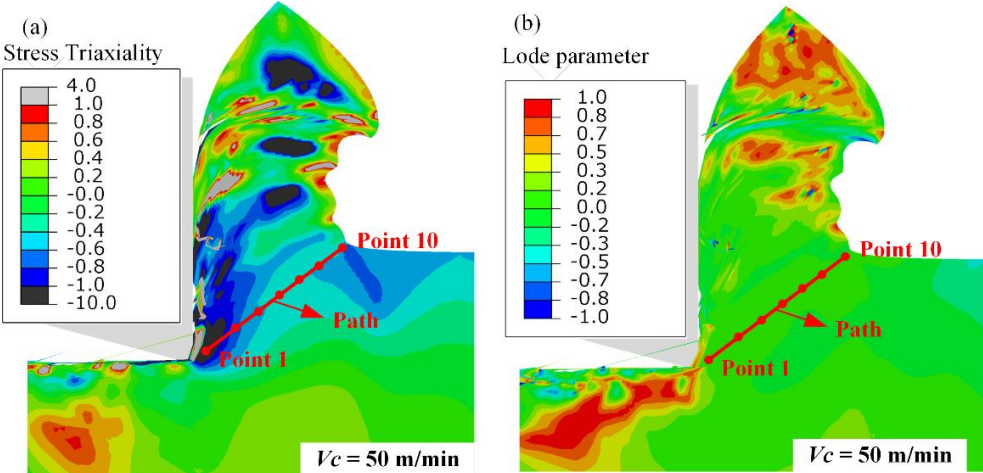 (a)
Stress Triaxiality
4.0
1.0
0.8
0.6
0.4
0.2
-0.0
-0.2
-0.4
-0.6
-0.8
-1.0
-10.0
Point 10
Path
Point 1
Vc = 50 m/min
(b)
Lode parameter
1.0
0.8
0.7
0.5
0.3
0.2
0.0
-0.2
-0.3
-0.5
-0.7
-0.8
-1.0
Point 10
Path
Point 1
Vc = 50 m/min